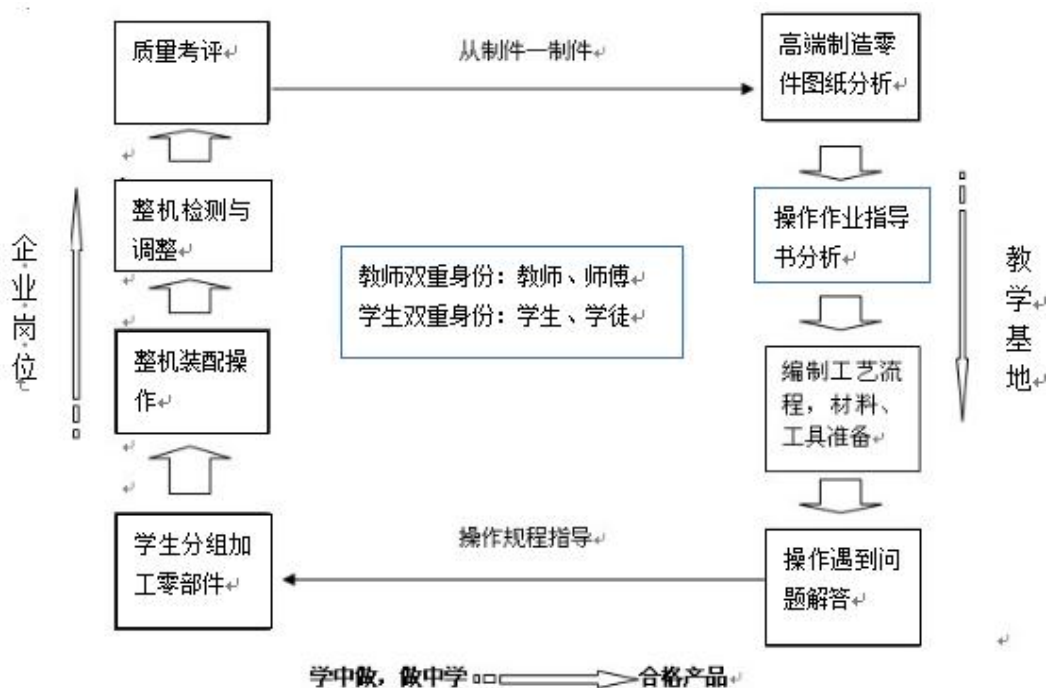 质量考评
从制件一制件
高端制造零
件图纸分析
整机检测与
调整
操作作业指导
书分析
企业岗位
教师双重身份：教师、师傅
学生双重身份：学生、学徒
教学基地
整机装配操
作
编制工艺流
程，材料、
工具准备
学生分组加
工零部件
操作规程指导
操作遇到问
题解答
学中做，做中学
合格产品